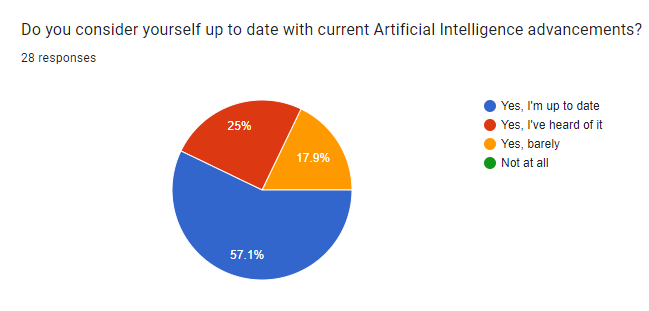 Do you consider yourself up to date with current Artificial Intelligence advancements?
28 responses
25%
17.9%
57.1%
Yes, I'm up to date
Yes, I've heard of it
Yes, barely
Not at all